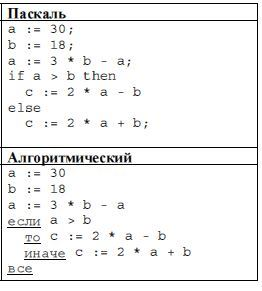 Паскаль
a := 30;
b := 18;
a := 3 * b - a;
if a > b then
c := 2 * a - b
else
c := 2 * a + b;
Алгоритмический
a := 30
b := 18
a := 3 * b - a
если a > b
то c := 2 * a - b
иначе c := 2 * a + b
все